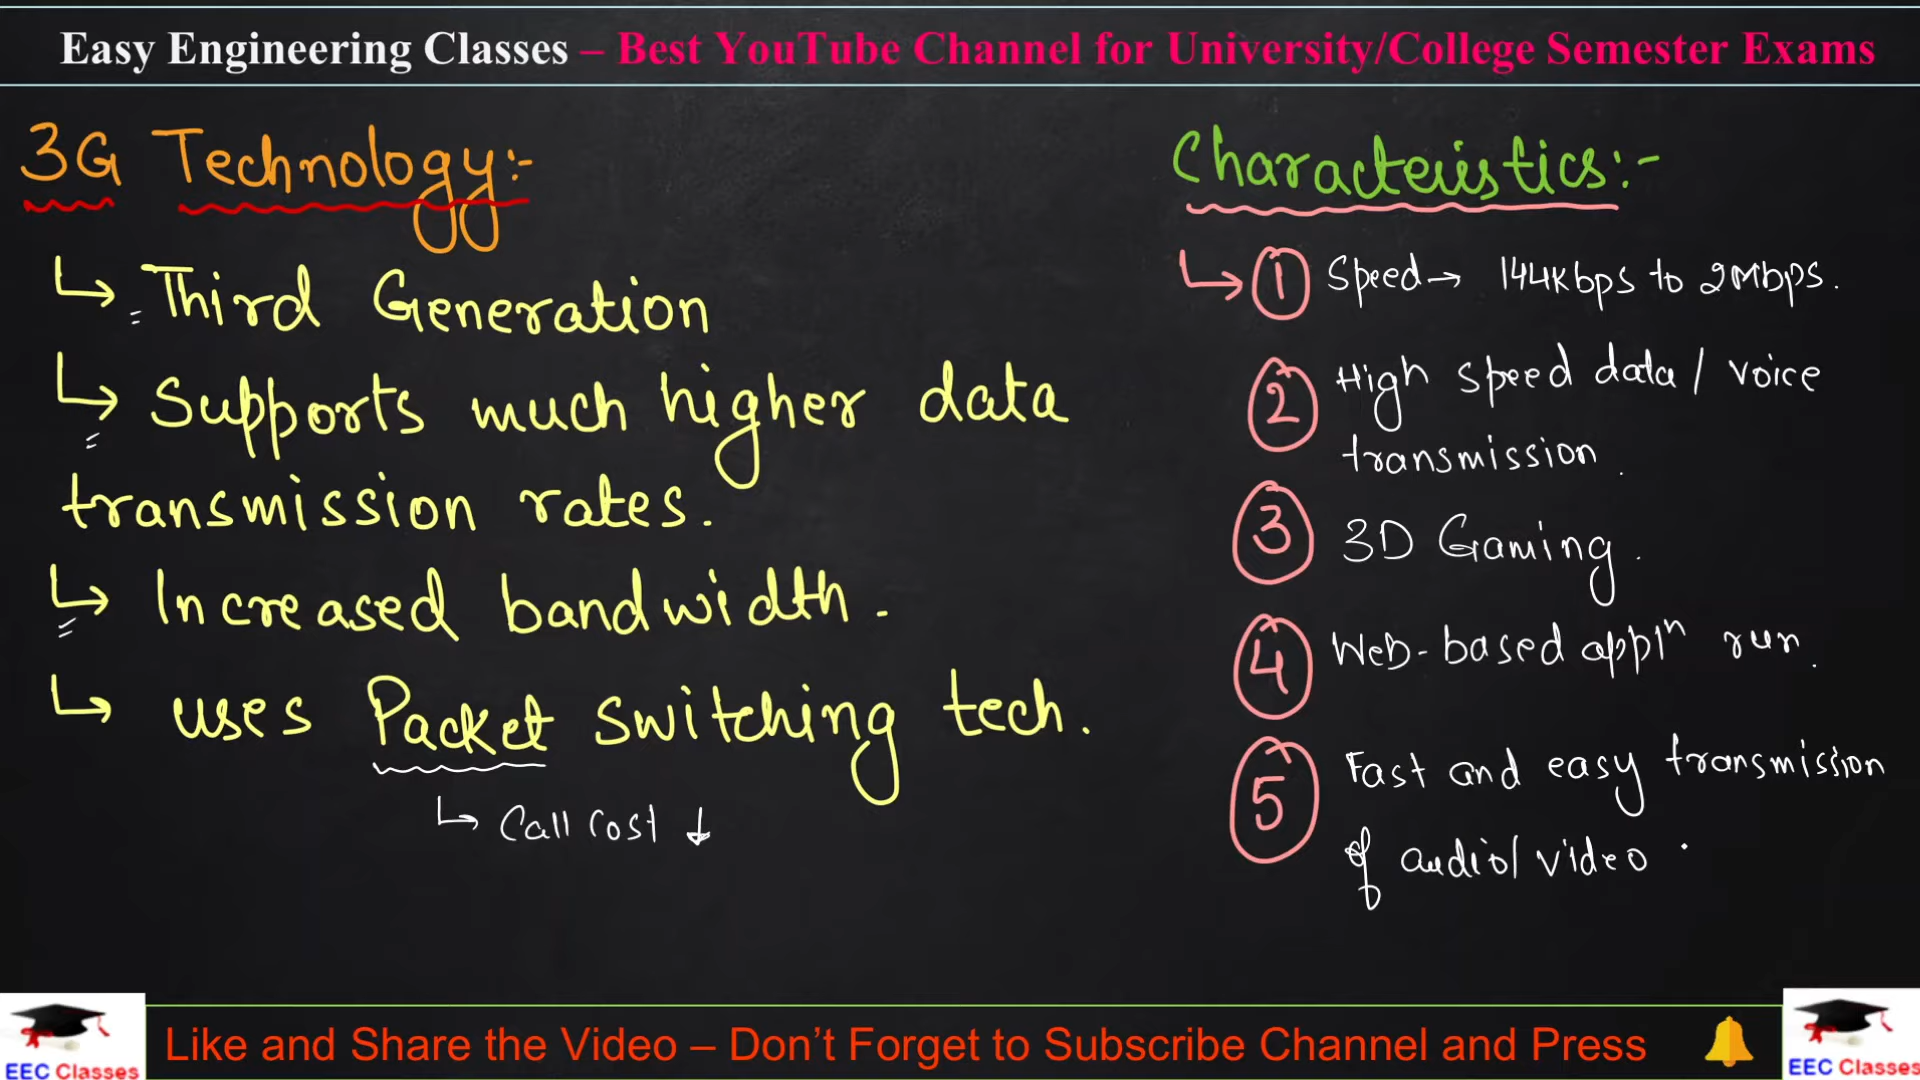 Easy Engineering Classes – Best YouTube Channel for University/College Semester Exams
3G Technology:-
↳ Third Generation
↳ Supports much higher data
transmission rates.
↳ Increased bandwidth.
↳ uses Packet switching tech.
↳ Call cost ↓
Characteristics:-
↳ ① Speed → 144Kbps to 2Mbps.
② High speed data/voice
transmission.
③ 3D Gaming.
④ Web-based applⁿ run.
⑤ Fast and easy transmission
of audio/video.
EEC Classes
Like and Share the Video – Don’t Forget to Subscribe Channel and Press
EEC Classes